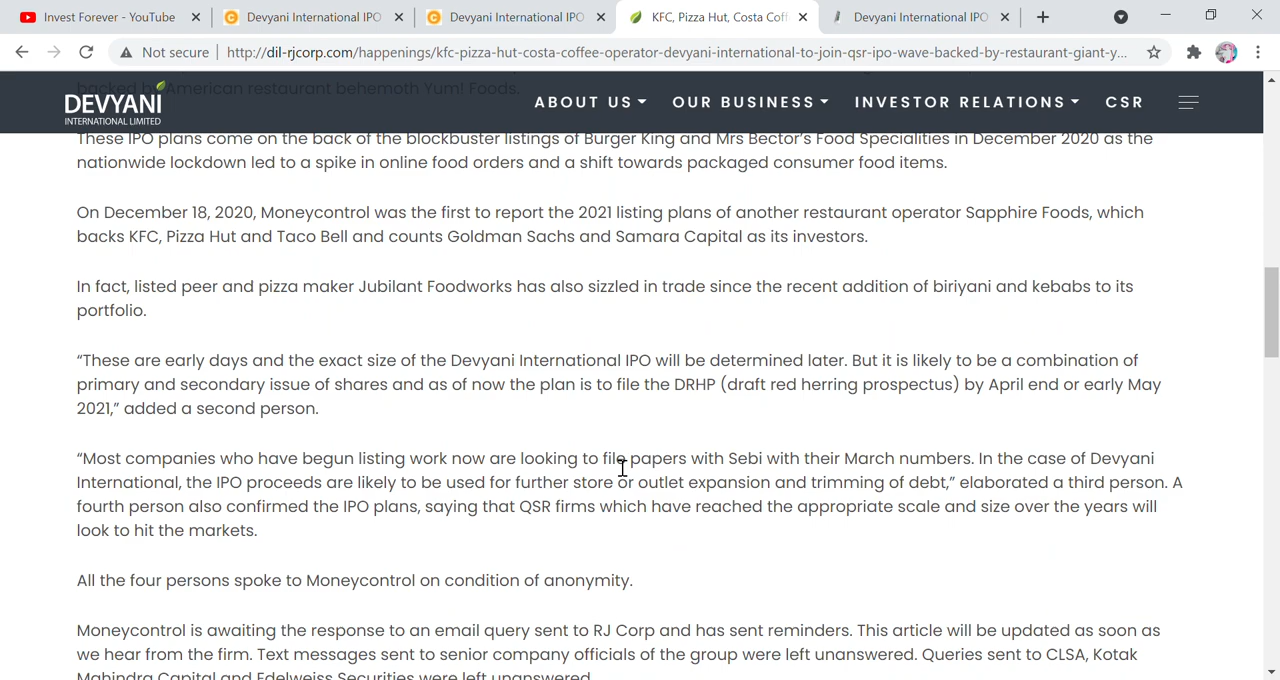 Invest Forever - YouTube
Devyani International IPO
Devyani International IPO
KFC, Pizza Hut, Costa Coff
Devyani International IPO
Not secure
http://dil-rjcorp.com/happenings/kfc-pizza-hut-costa-coffee-operator-devyani-international-to-join-qsr-ipo-wave-backed-by-restaurant-giant-y...
backed by American restaurant behemoth Yum! Foods.
DEVYANI
INTERNATIONAL LIMITED
ABOUT US
OUR BUSINESS
INVESTOR RELATIONS
CSR
These IPO plans come on the back of the blockbuster listings of Burger King and Mrs Bector's Food Specialities in December 2020 as the
nationwide lockdown led to a spike in online food orders and a shift towards packaged consumer food items.
On December 18, 2020, Moneycontrol was the first to report the 2021 listing plans of another restaurant operator Sapphire Foods, which
backs KFC, Pizza Hut and Taco Bell and counts Goldman Sachs and Samara Capital as its investors.
In fact, listed peer and pizza maker Jubilant Foodworks has also sizzled in trade since the recent addition of biriyani and kebabs to its
portfolio.
“These are early days and the exact size of the Devyani International IPO will be determined later. But it is likely to be a combination of
primary and secondary issue of shares and as of now the plan is to file the DRHP (draft red herring prospectus) by April end or early May
2021,” added a second person.
“Most companies who have begun listing work now are looking to file papers with Sebi with their March numbers. In the case of Devyani
International, the IPO proceeds are likely to be used for further store or outlet expansion and trimming of debt,” elaborated a third person. A
fourth person also confirmed the IPO plans, saying that QSR firms which have reached the appropriate scale and size over the years will
look to hit the markets.
All the four persons spoke to Moneycontrol on condition of anonymity.
Moneycontrol is awaiting the response to an email query sent to RJ Corp and has sent reminders. This article will be updated as soon as
we hear from the firm. Text messages sent to senior company officials of the group were left unanswered. Queries sent to CLSA, Kotak
Mahindra Capital and Edelweiss Securities were left unanswered.